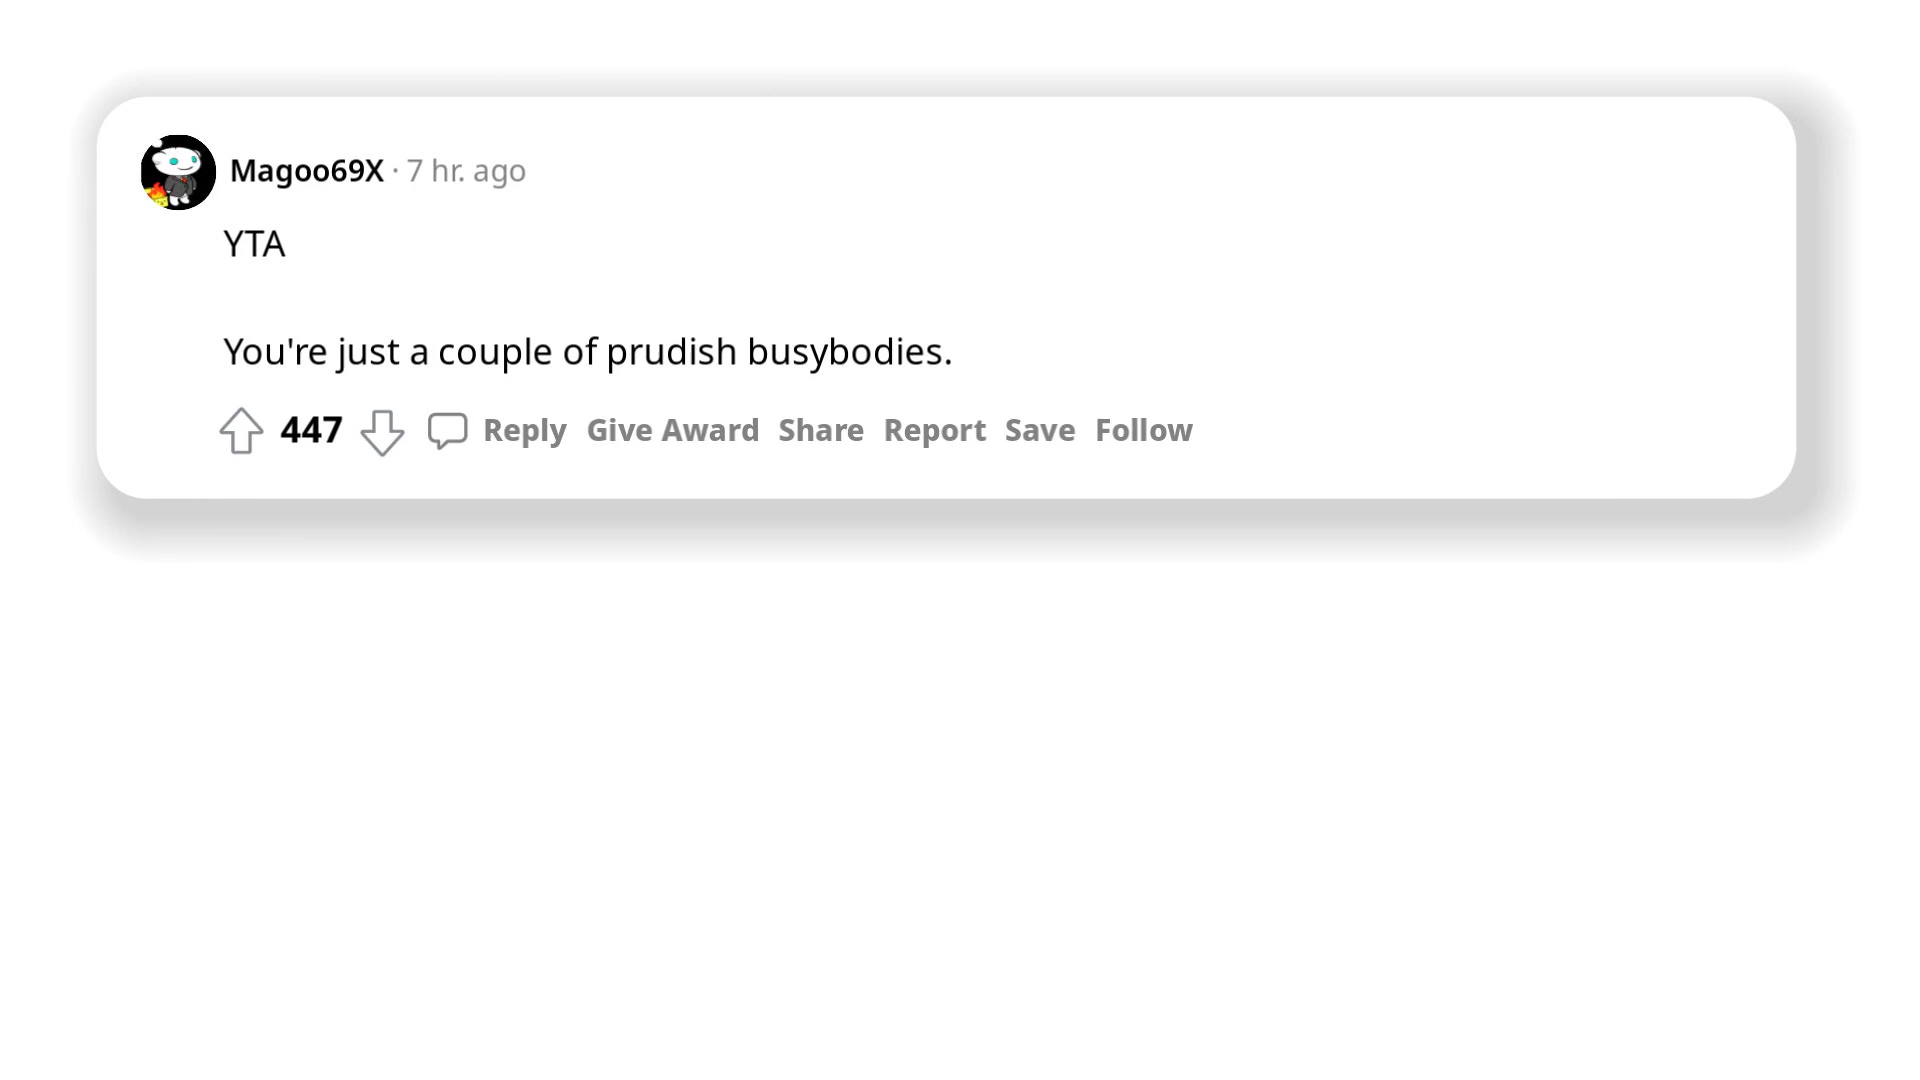 Magoo69X · 7 hr. ago
YTA
You're just a couple of prudish busybodies.
447 Reply Give Award Share Report Save Follow